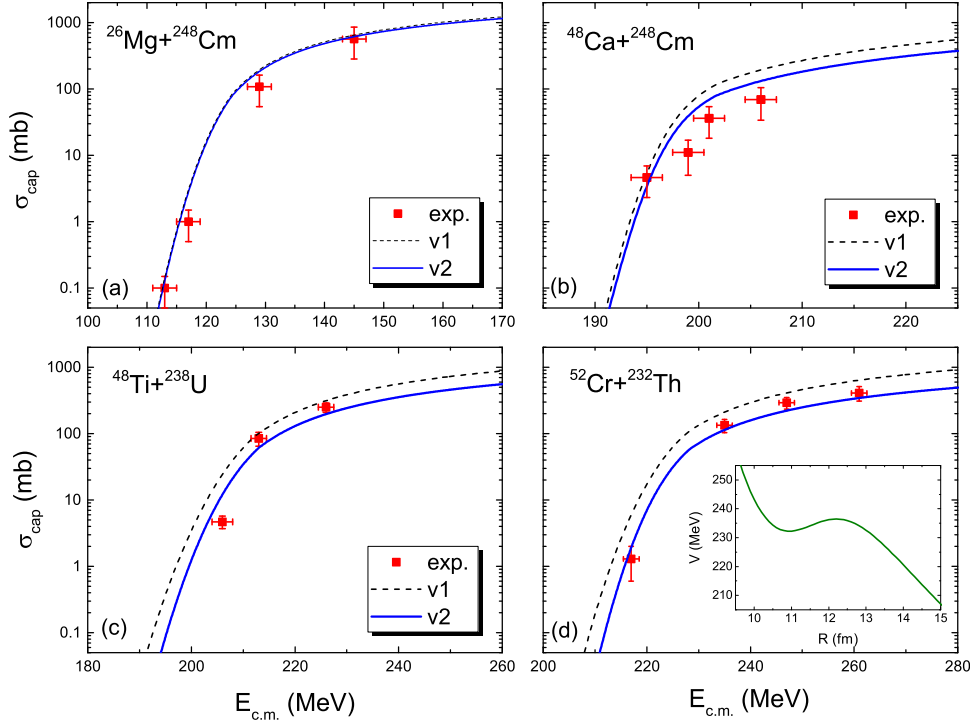 σcap (mb)
1000
100
10
1
0.1
²⁶Mg+²⁴⁸Cm
exp.
v1
v2
(a)
100 110 120 130 140 150 160 170
⁴⁸Ca+²⁴⁸Cm
exp.
v1
v2
(b)
190 200 210 220
σcap (mb)
1000
100
10
1
0.1
⁴⁸Ti+²³⁸U
exp.
v1
v2
(c)
180 200 220 240 260
Ec.m. (MeV)
⁵²Cr+²³²Th
V (MeV)
250
240
230
220
210
10 11 12 13 14 15
R (fm)
(d)
200 220 240 260 280
Ec.m. (MeV)